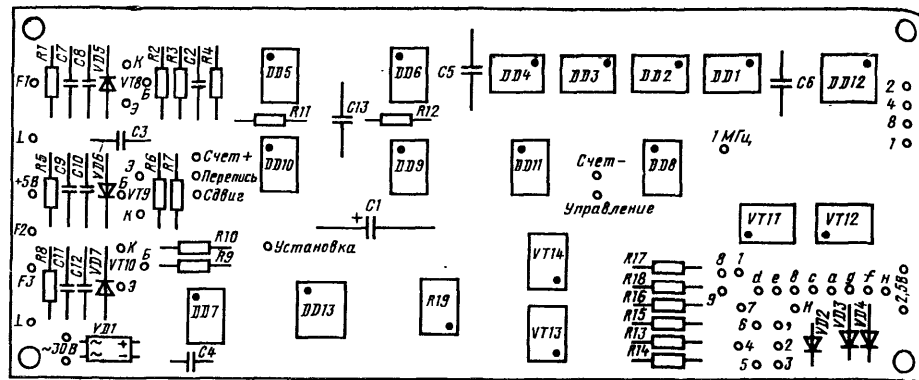 R1 C7 C8 VD5 К R2 R3 C2 R4
F1 VT8 Б
Э
DD5 DD6 C5 DD4 DD3 DD2 DD1 C6 DD12
2
4
8
1
R11 C13 R12
⊥ C3
1 МГц
R5 C9 C10 VD6 Э R6 R7
+5В Б
VT9
К
Счет+
Перепись
Сдвиг
DD10 DD9 DD11 Счет- DD8
Управление
F2
C1
+
R8 C11 C12 VD7 К
F3 VT10 Б
Э
R10
R9
Установка
VT11 VT12
VT14
VT13
R17
R18
R16
R15
R13
R14
8 1
9
d e в c a g f н
2,5В
7 И
6 ,
4 2
5 3
VD2 VD3 VD4
⊥
VD1
~30В
~ +
~ −
DD7 DD13 R19
C4